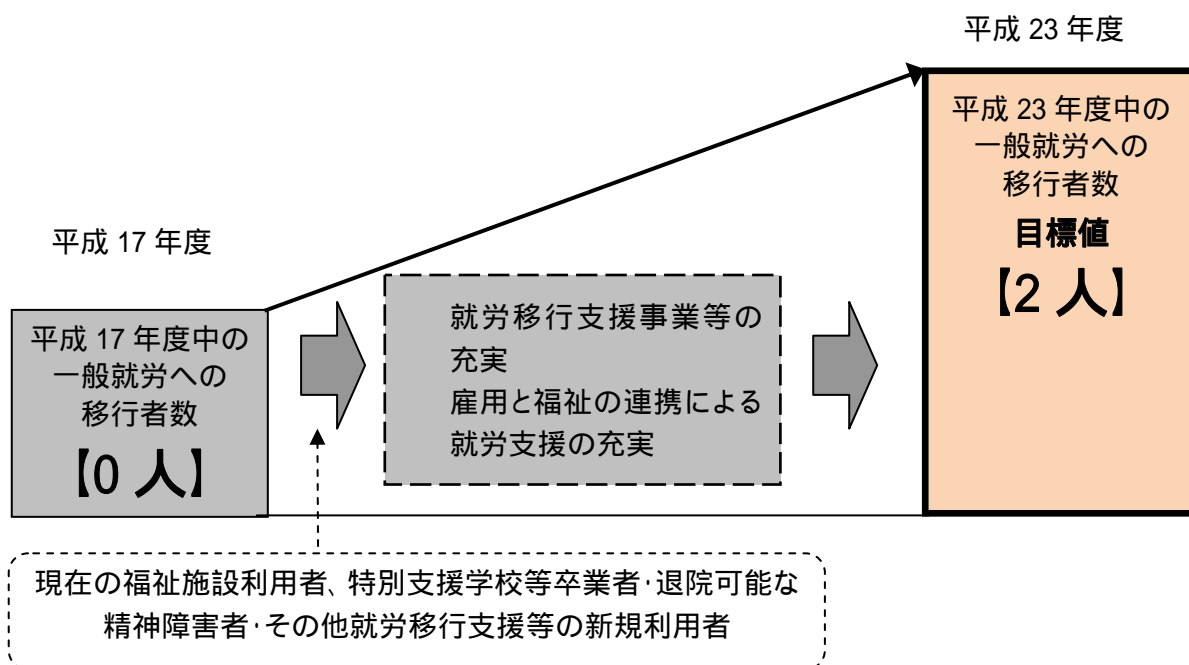 平成 23 年度
平成 23 年度中の
一般就労への
移行者数
目標値
【2 人】
平成 17 年度
平成 17 年度中の
一般就労への
移行者数
【0 人】
就労移行支援事業等の
充実
雇用と福祉の連携による
就労支援の充実
現在の福祉施設利用者、特別支援学校等卒業者・退院可能な
精神障害者・その他就労移行支援等の新規利用者